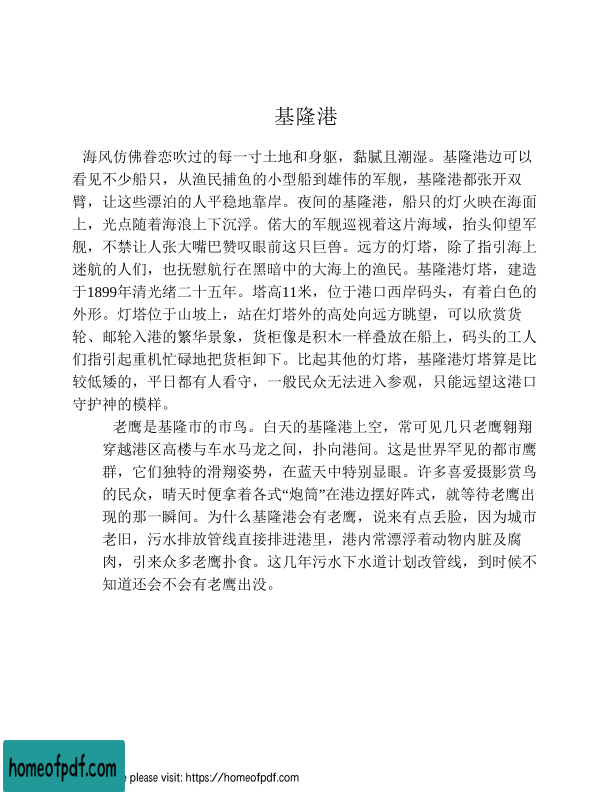 基隆港
海风仿佛眷恋吹过的每一寸土地和身躯，黏腻且潮湿。基隆港边可以
看见不少船只，从渔民捕鱼的小型船到雄伟的军舰，基隆港都张开双
臂，让这些漂泊的人平稳地靠岸。夜间的基隆港，船只的灯火映在海面
上，光点随着海浪上下沉浮。偌大的军舰巡视着这片海域，抬头仰望军
舰，不禁让人张大嘴巴赞叹眼前这只巨兽。远方的灯塔，除了指引海上
迷航的人们，也抚慰航行在黑暗中的大海上的渔民。基隆港灯塔，建造
于1899年清光绪二十五年。塔高11米，位于港口西岸码头，有着白色的
外形。灯塔位于山坡上，站在灯塔外的高处向远方眺望，可以欣赏货
轮、邮轮入港的繁华景象，货柜像是积木一样叠放在船上，码头的工人
们指引起重机忙碌地把货柜卸下。比起其他的灯塔，基隆港灯塔算是比
较低矮的，平日都有人看守，一般民众无法进入参观，只能远望这港口
守护神的模样。
老鹰是基隆市的市鸟。白天的基隆港上空，常可见几只老鹰翱翔
穿越港区高楼与车水马龙之间，扑向港间。这是世界罕见的都市鹰
群，它们独特的滑翔姿势，在蓝天中特别显眼。许多喜爱摄影赏鸟
的民众，晴天时便拿着各式“炮筒”在港边摆好阵式，就等待老鹰出
现的那一瞬间。为什么基隆港会有老鹰，说来有点丢脸，因为城市
老旧，污水排放管线直接排进港里，港内常漂浮着动物内脏及腐
肉，引来众多老鹰扑食。这几年污水下水道计划改管线，到时候不
知道还会不会有老鹰出没。
homeofpdf.com
e please visit: https://homeofpdf.com